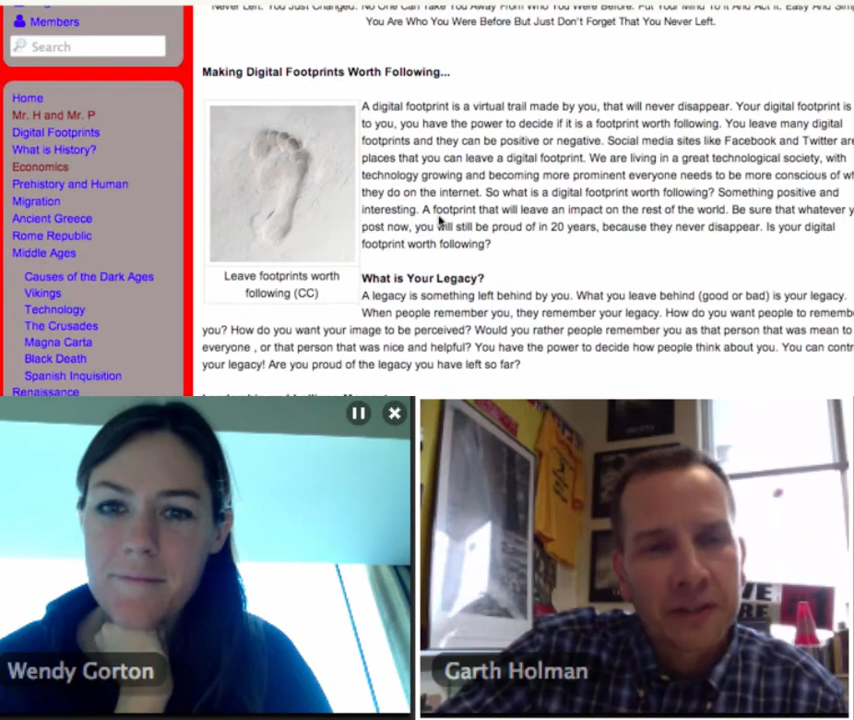 Never Left. You Just Changed. No One Can Take You Away From Who You Were Before. Put Your Mind To It And Act It. Easy And
You Are Who You Were Before But Just Don't Forget That You Never Left.
Members
Search
Making Digital Footprints Worth Following...
Home
Mr. H and Mr. P
Digital Footprints
What is History?
Economics
Prehistory and Human
Migration
Ancient Greece
Rome Republic
Middle Ages
Causes of the Dark Ages
Vikings
Technology
The Crusades
Magna Carta
Black Death
Spanish Inquisition
Renaissance
A digital footprint is a virtual trail made by you, that will never disappear. Your digital footprint is
to you, you have the power to decide if it is a footprint worth following. You leave many digital
footprints and they can be positive or negative. Social media sites like Facebook and Twitter are
places that you can leave a digital footprint. We are living in a great technological society, with
technology growing and becoming more prominent everyone needs to be more conscious of
they do on the internet. So what is a digital footprint worth following? Something positive and
interesting. A footprint that will leave an impact on the rest of the world. Be sure that whatever
post now, you will still be proud of in 20 years, because they never disappear. Is your digital
footprint worth following?
Leave footprints worth
following (CC)
What is Your Legacy?
A legacy is something left behind by you. What you leave behind (good or bad) is your legacy.
When people remember you, they remember your legacy. How do you want people to
you? How do you want your image to be perceived? Would you rather people remember you as that person that was mean to
everyone , or that person that was nice and helpful? You have the power to decide how people think about you. You can
your legacy! Are you proud of the legacy you have left so far?
Wendy Gorton
Garth Holman